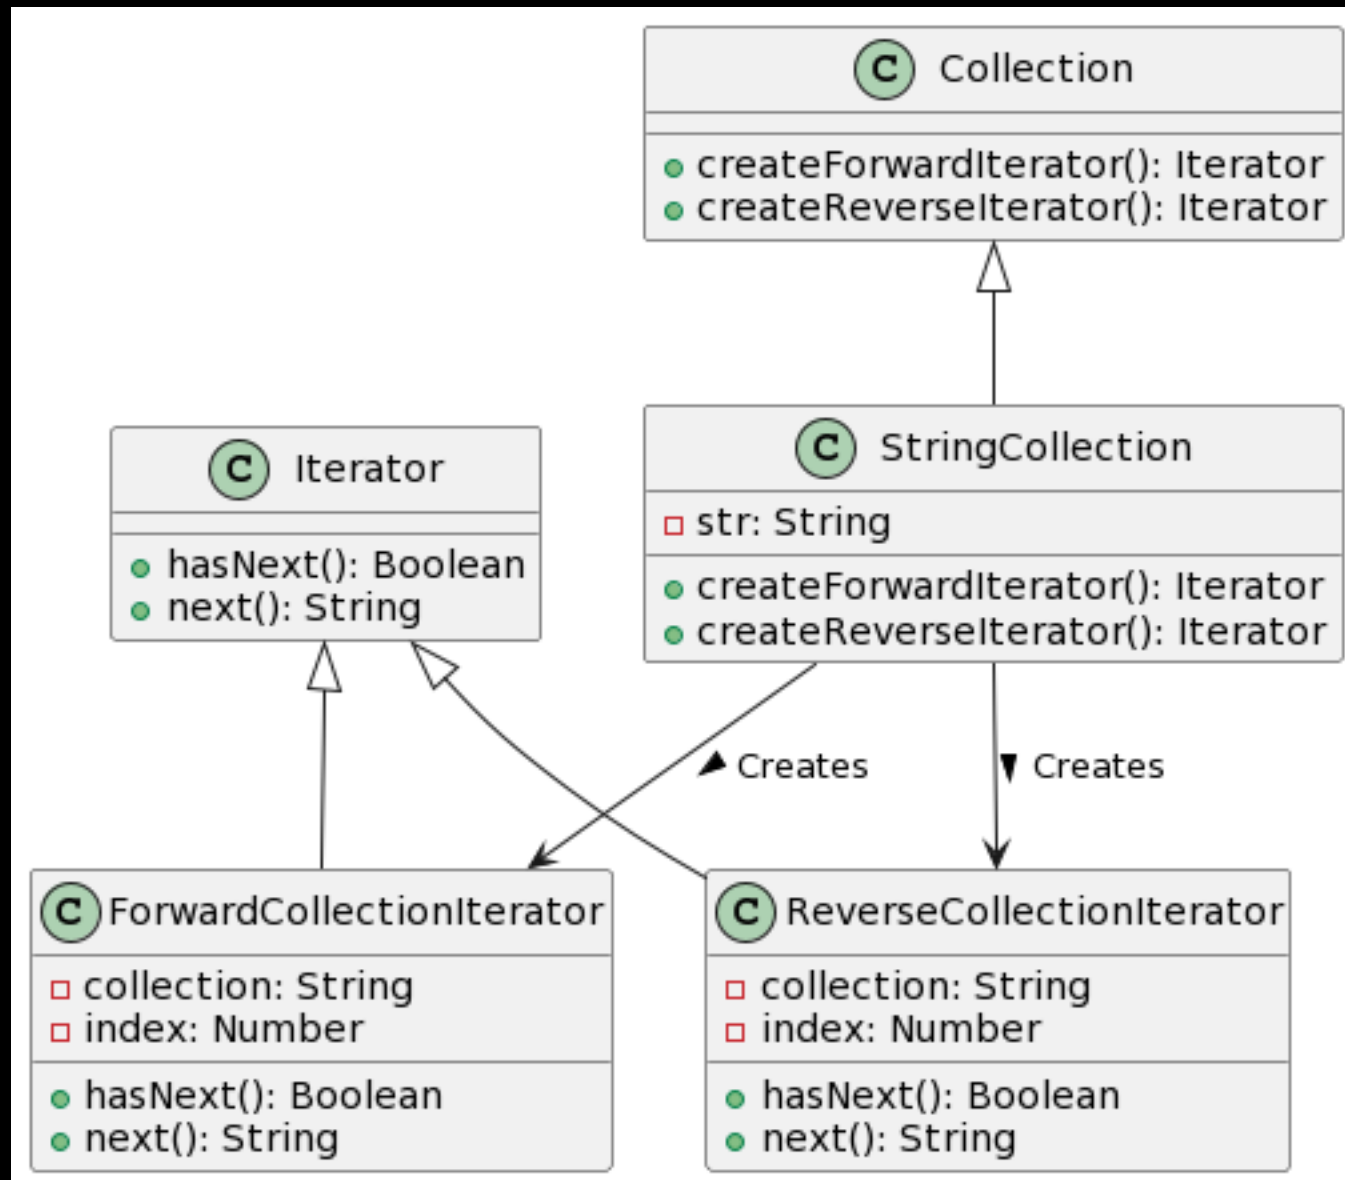 C Collection
createForwardIterator(): Iterator
createReverseIterator(): Iterator
C Iterator
hasNext(): Boolean
next(): String
C StringCollection
str: String
createForwardIterator(): Iterator
createReverseIterator(): Iterator
Creates
Creates
C ForwardCollectionIterator
collection: String
index: Number
hasNext(): Boolean
next(): String
C ReverseCollectionIterator
collection: String
index: Number
hasNext(): Boolean
next(): String